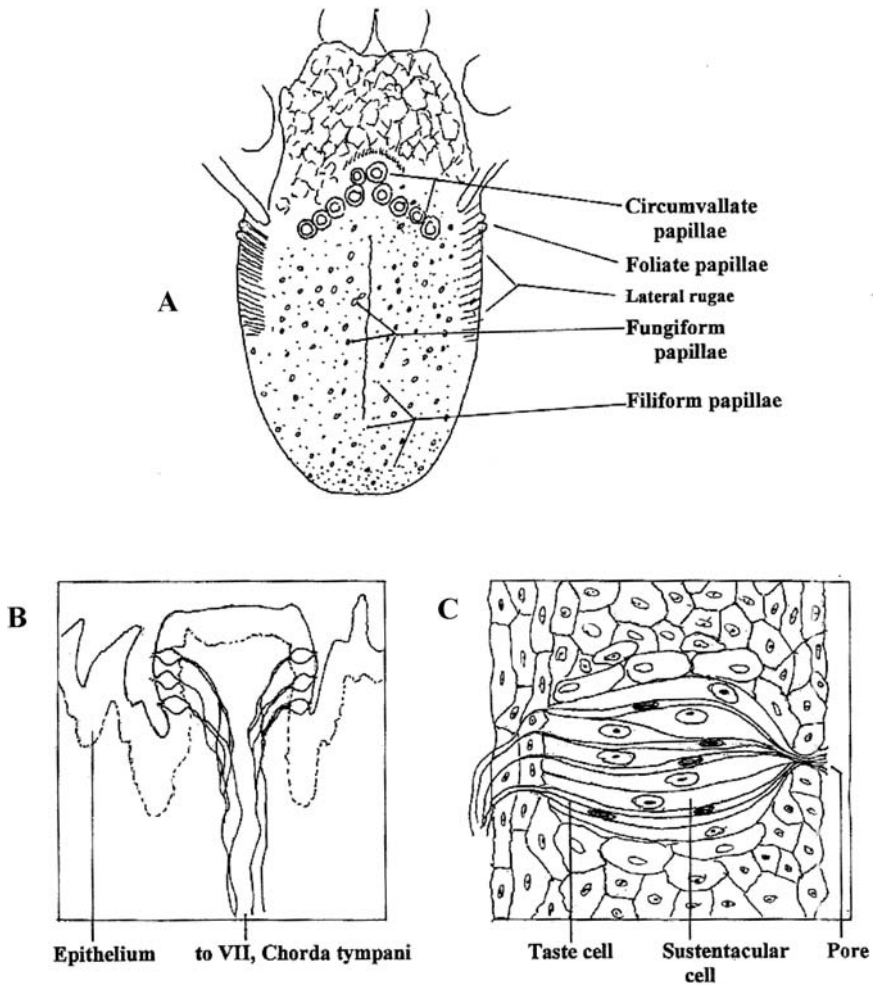 Circumvallate
papillae
Foliate papillae
A
Lateral rugae
Fungiform
papillae
Filiform papillae
B
C
Epithelium
to VII, Chorda tympani
Taste cell
Sustentacular
cell
Pore